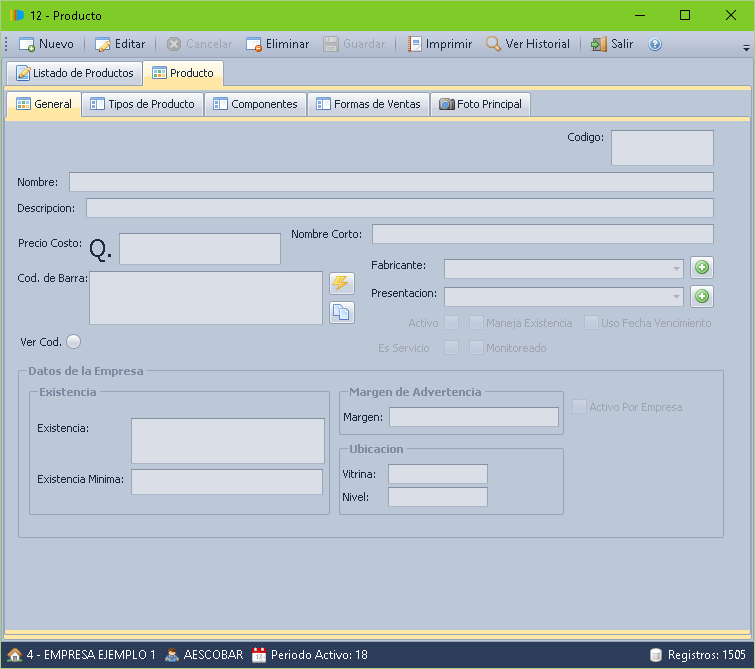 12 - Producto
Nuevo Editar Cancelar Eliminar Guardar Imprimir Ver Historial Salir
Listado de Productos Producto
General Tipos de Producto Componentes Formas de Ventas Foto Principal
Codigo:
Nombre:
Descripcion:
Precio Costo: Q. Nombre Corto:
Cod. de Barra: Fabricante:
Presentacion:
Activo Maneja Existencia Uso Fecha Vencimiento
Ver Cod. Es Servicio Monitoreado
Datos de la Empresa
Existencia Margen de Advertencia
Margen: Activo Por Empresa
Existencia:
Ubicacion
Existencia Minima: Vitrina:
Nivel:
4 - EMPRESA EJEMPLO 1 AESCOBAR Periodo Activo: 18 Registros: 1505